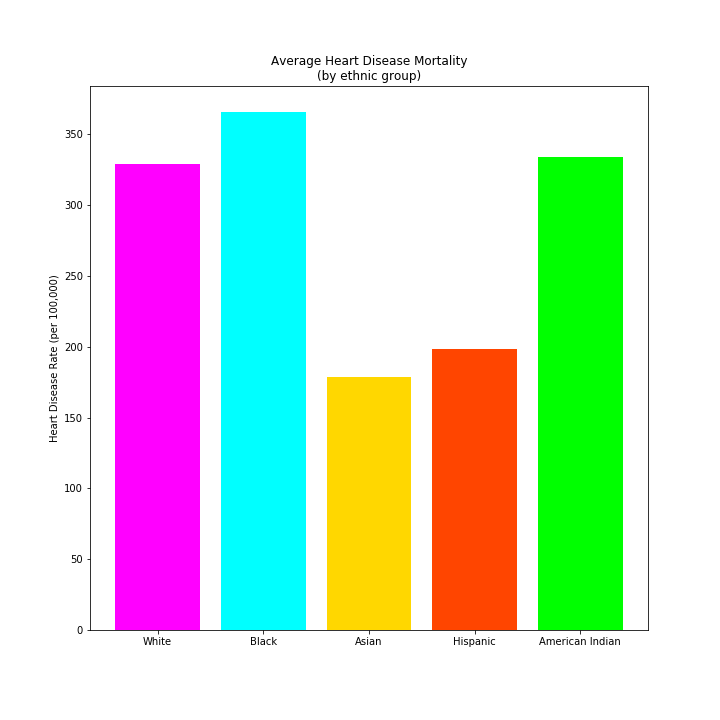 Average Heart Disease Mortality
(by ethnic group)
Heart Disease Rate (per 100,000)
350
300
250
200
150
100
50
0
White
Black
Asian
Hispanic
American Indian